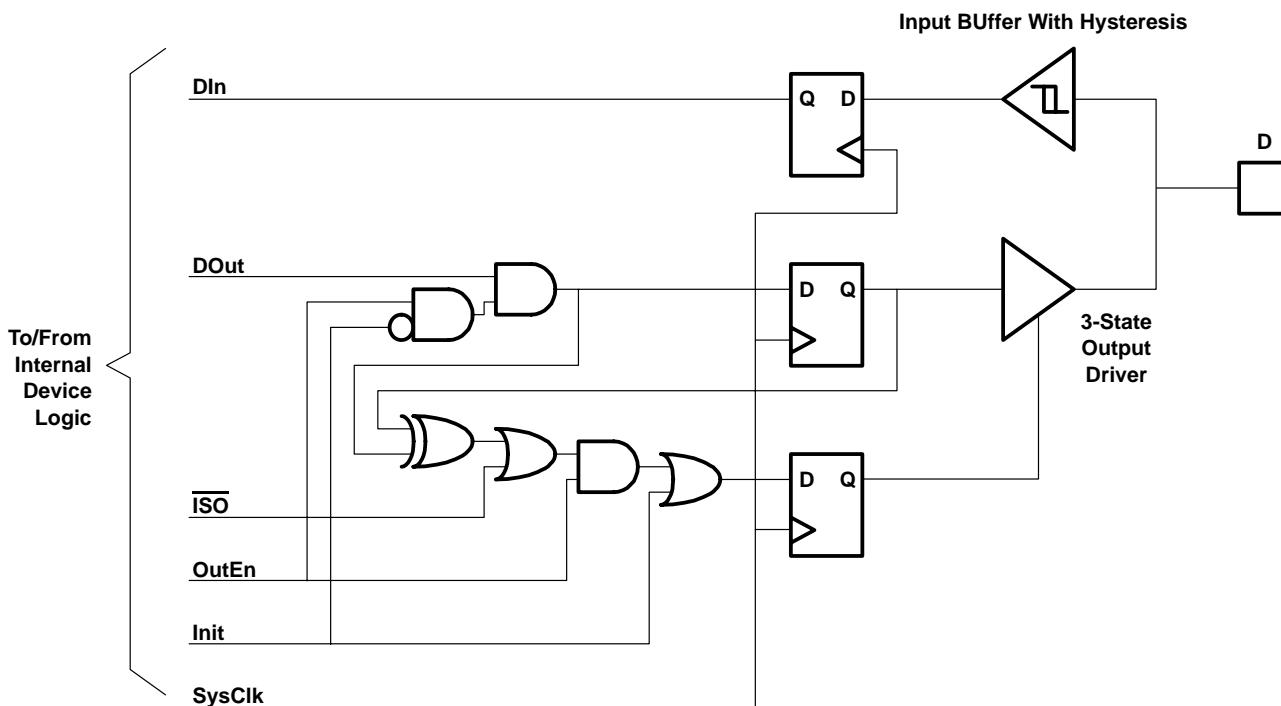 Input BUffer With Hysteresis
DIn
Q D
D
DOut
D Q
To/From
Internal
Device
Logic
3-State
Output
Driver
D Q
ISO
OutEn
Init
SysClk